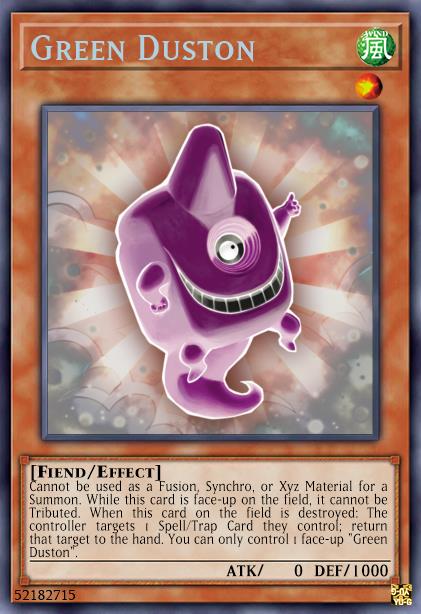 GREEN DUSTON
WIND
風
[FIEND/EFFECT]
Cannot be used as a Fusion, Synchro, or Xyz Material for a
Summon. While this card is face-up on the field, it cannot be
Tributed. When this card on the field is destroyed: The
controller targets 1 Spell/Trap Card they control; return
that target to the hand. You can only control 1 face-up "Green
Duston".
ATK/ 0 DEF/1000
52182715